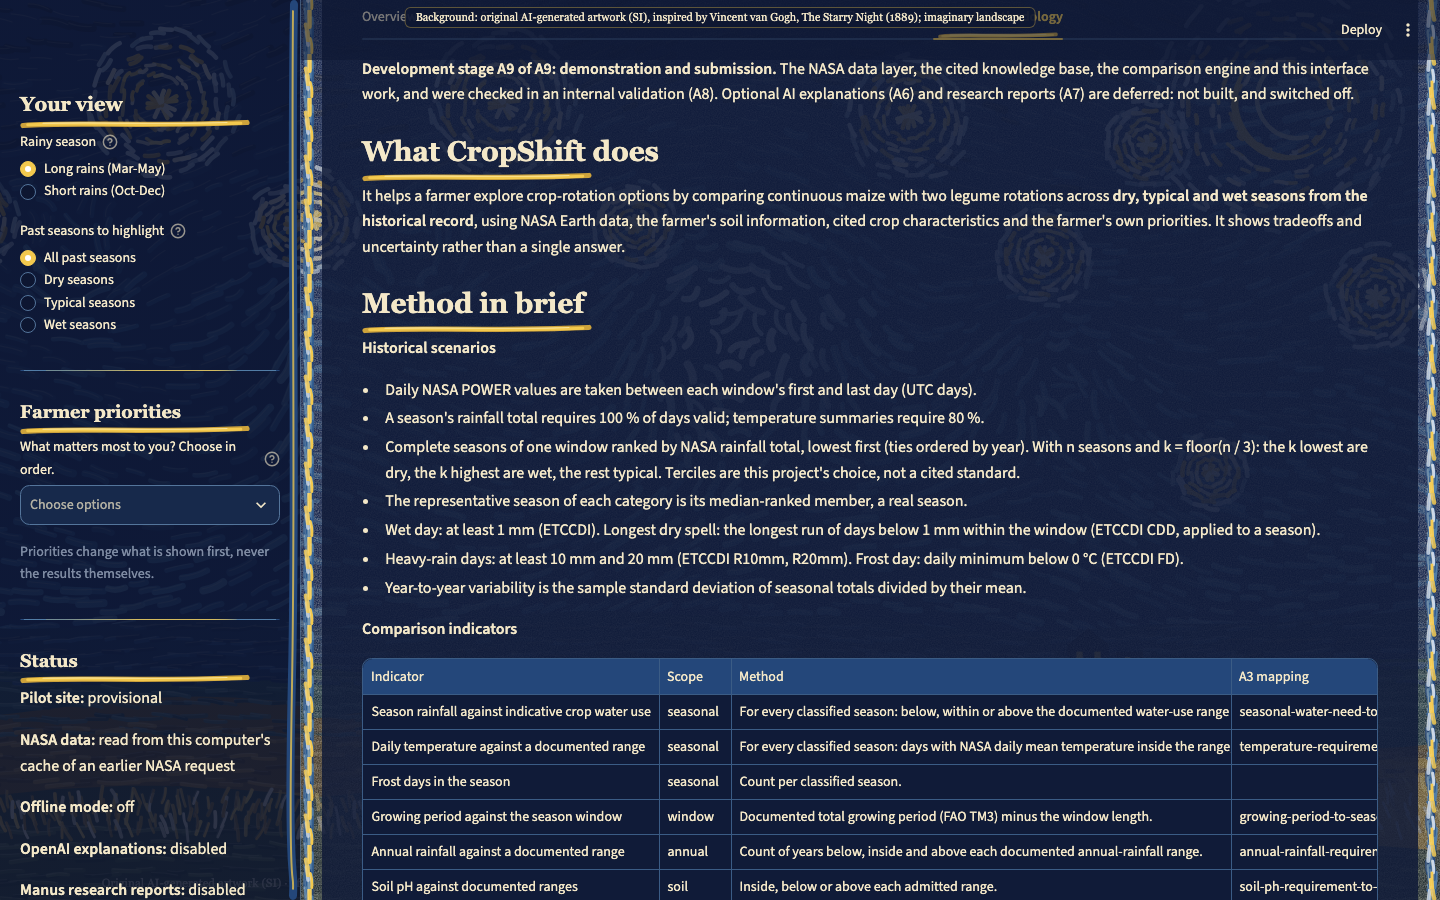 Your view
Rainy season
Long rains (Mar-May)
Short rains (Oct-Dec)
Past seasons to highlight
All past seasons
Dry seasons
Typical seasons
Wet seasons
Farmer priorities
What matters most to you? Choose in
order.
Choose options
Priorities change what is shown first, never
the results themselves.
Status
Pilot site: provisional
NASA data: read from this computer's
cache of an earlier NASA request
Offline mode: off
OpenAI explanations: disabled
Original AI-generated artwork (SI)
Manus research reports: disabled
Background: original AI-generated artwork (SI), inspired by Vincent van Gogh, The Starry Night (1889); imaginary landscape
Deploy
Development stage A9 of A9: demonstration and submission. The NASA data layer, the cited knowledge base, the comparison engine and this interface
work, and were checked in an internal validation (A8). Optional AI explanations (A6) and research reports (A7) are deferred: not built, and switched off.
What CropShift does
It helps a farmer explore crop-rotation options by comparing continuous maize with two legume rotations across dry, typical and wet seasons from the
historical record, using NASA Earth data, the farmer's soil information, cited crop characteristics and the farmer's own priorities. It shows tradeoffs and
uncertainty rather than a single answer.
Method in brief
Historical scenarios
Daily NASA POWER values are taken between each window's first and last day (UTC days).
A season's rainfall total requires 100 % of days valid; temperature summaries require 80 %.
Complete seasons of one window ranked by NASA rainfall total, lowest first (ties ordered by year). With n seasons and k = floor(n / 3): the k lowest are
dry, the k highest are wet, the rest typical. Terciles are this project's choice, not a cited standard.
The representative season of each category is its median-ranked member, a real season.
Wet day: at least 1 mm (ETCCDI). Longest dry spell: the longest run of days below 1 mm within the window (ETCCDI CDD, applied to a season).
Heavy-rain days: at least 10 mm and 20 mm (ETCCDI R10mm, R20mm). Frost day: daily minimum below 0 °C (ETCCDI FD).
Year-to-year variability is the sample standard deviation of seasonal totals divided by their mean.
Comparison indicators
Indicator Scope Method A3 mapping
Season rainfall against indicative crop water use seasonal For every classified season: below, within or above the documented water-use range seasonal-water-need-to
Daily temperature against a documented range seasonal For every classified season: days with NASA daily mean temperature inside the range temperature-requireme
Frost days in the season seasonal Count per classified season.
Growing period against the season window window Documented total growing period (FAO TM3) minus the window length. growing-period-to-seas
Annual rainfall against a documented range annual Count of years below, inside and above each documented annual-rainfall range. annual-rainfall-requirer
Soil pH against documented ranges soil Inside, below or above each admitted range. soil-ph-requirement-to-